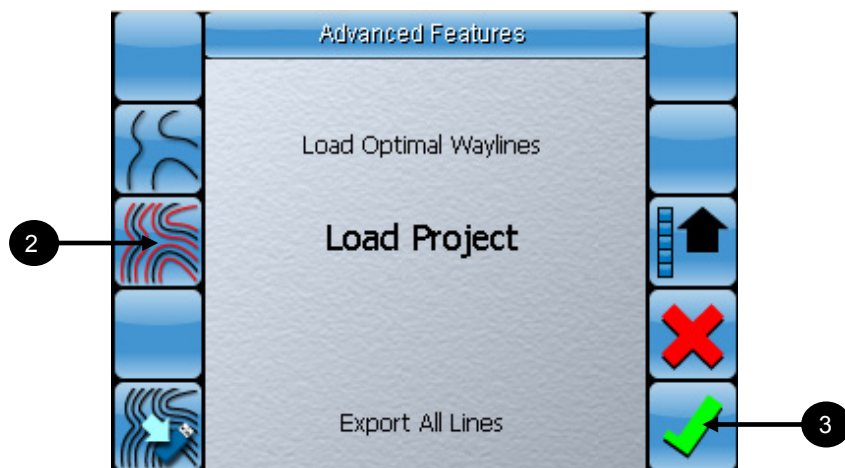 Advanced Features
Load Optimal Waylines
2
Load Project
Export All Lines
3